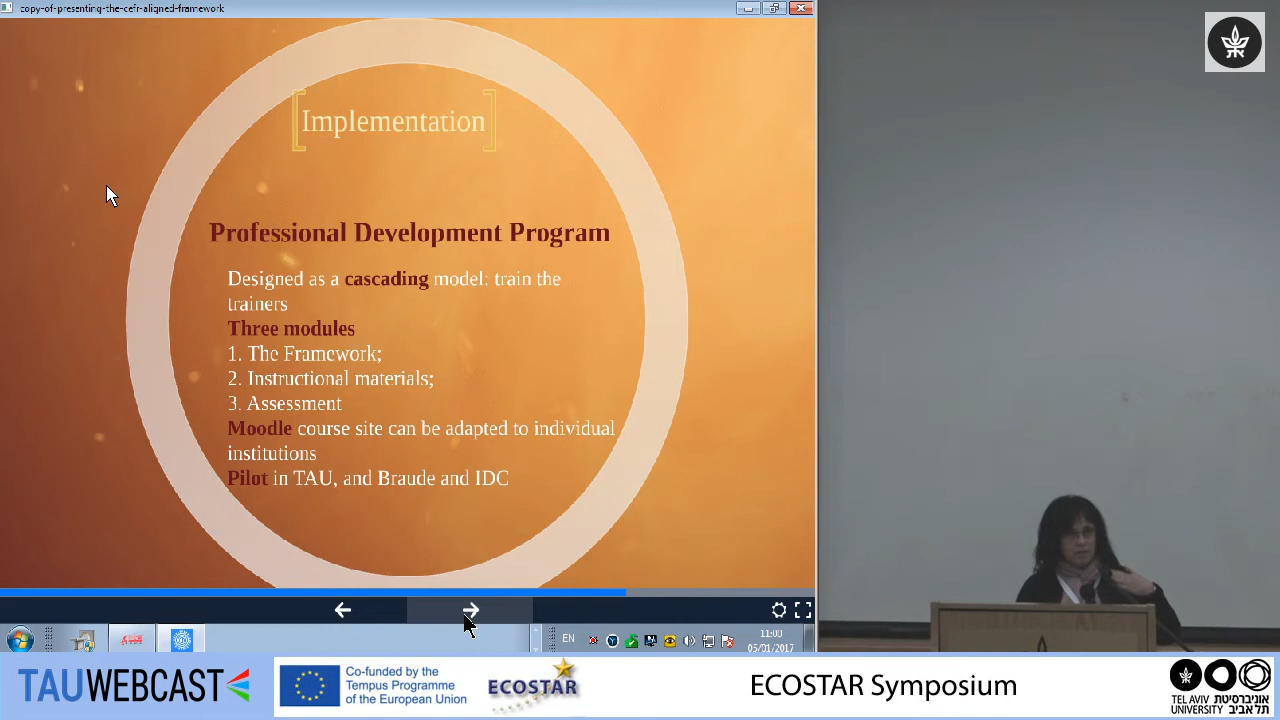 copy-of-presenting-the-cefr-aligned-framework
[Implementation]
Professional Development Program
Designed as a cascading model: train the
trainers
Three modules
1. The Framework;
2. Instructional materials;
3. Assessment
Moodle course site can be adapted to individual
institutions
Pilot in TAU, and Braude and IDC
EN
11:00
05/01/2017
TAUWEBCAST
Co-funded by the
Tempus Programme
of the European Union
ECOSTAR
ECOSTAR Symposium
TEL AVIV אוניברסיטת
UNIVERSITY תל אביב